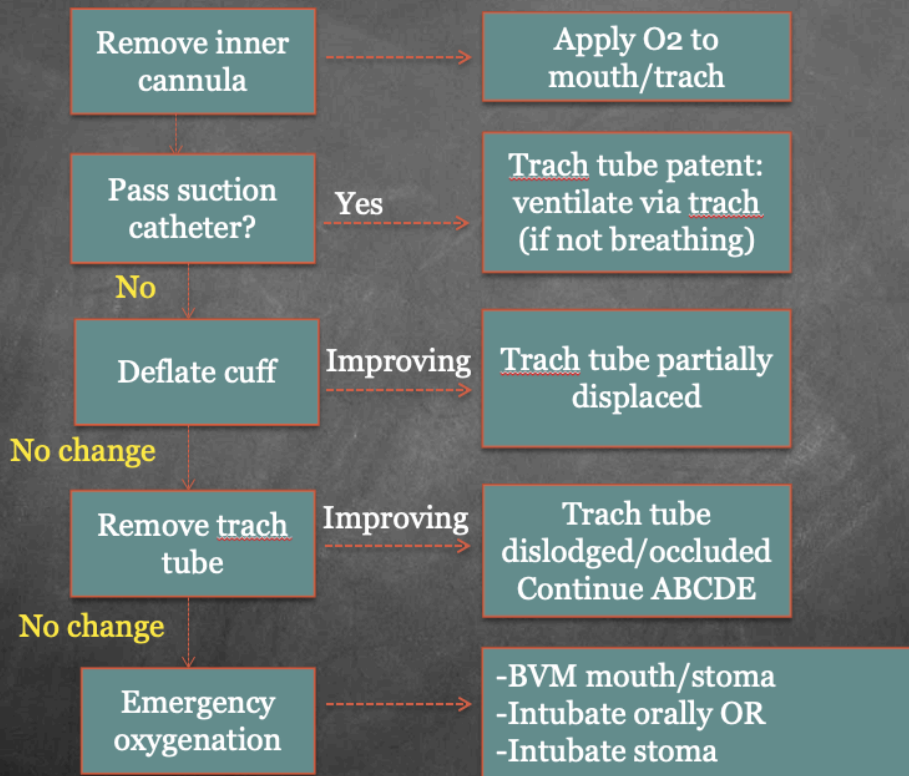 Remove inner
cannula
Apply O2 to
mouth/trach
Pass suction
catheter?
Yes
Trach tube patent:
ventilate via trach
(if not breathing)
No
Deflate cuff
Improving
Trach tube partially
displaced
No change
Remove trach
tube
Improving
Trach tube
dislodged/occluded
Continue ABCDE
No change
Emergency
oxygenation
-BVM mouth/stoma
-Intubate orally OR
-Intubate stoma